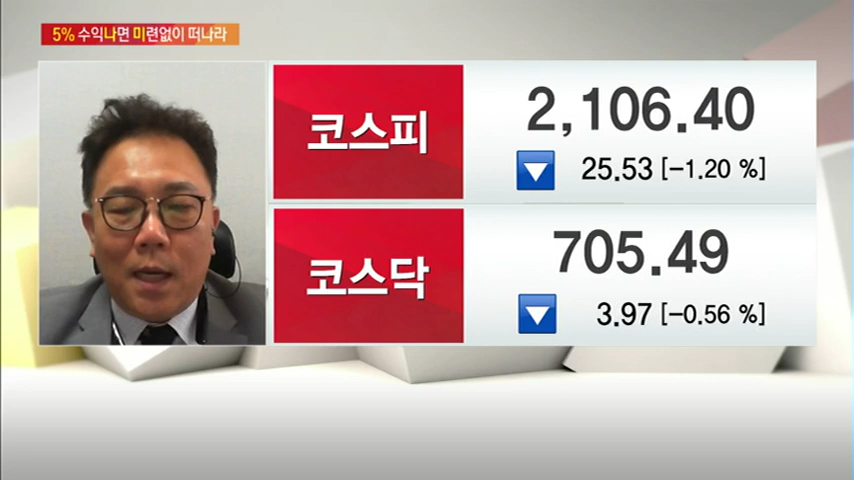 5% 수익나면 미련없이 떠나라
코스피
2,106.40
▼ 25.53 [-1.20 %]
코스닥
705.49
▼ 3.97 [-0.56 %]